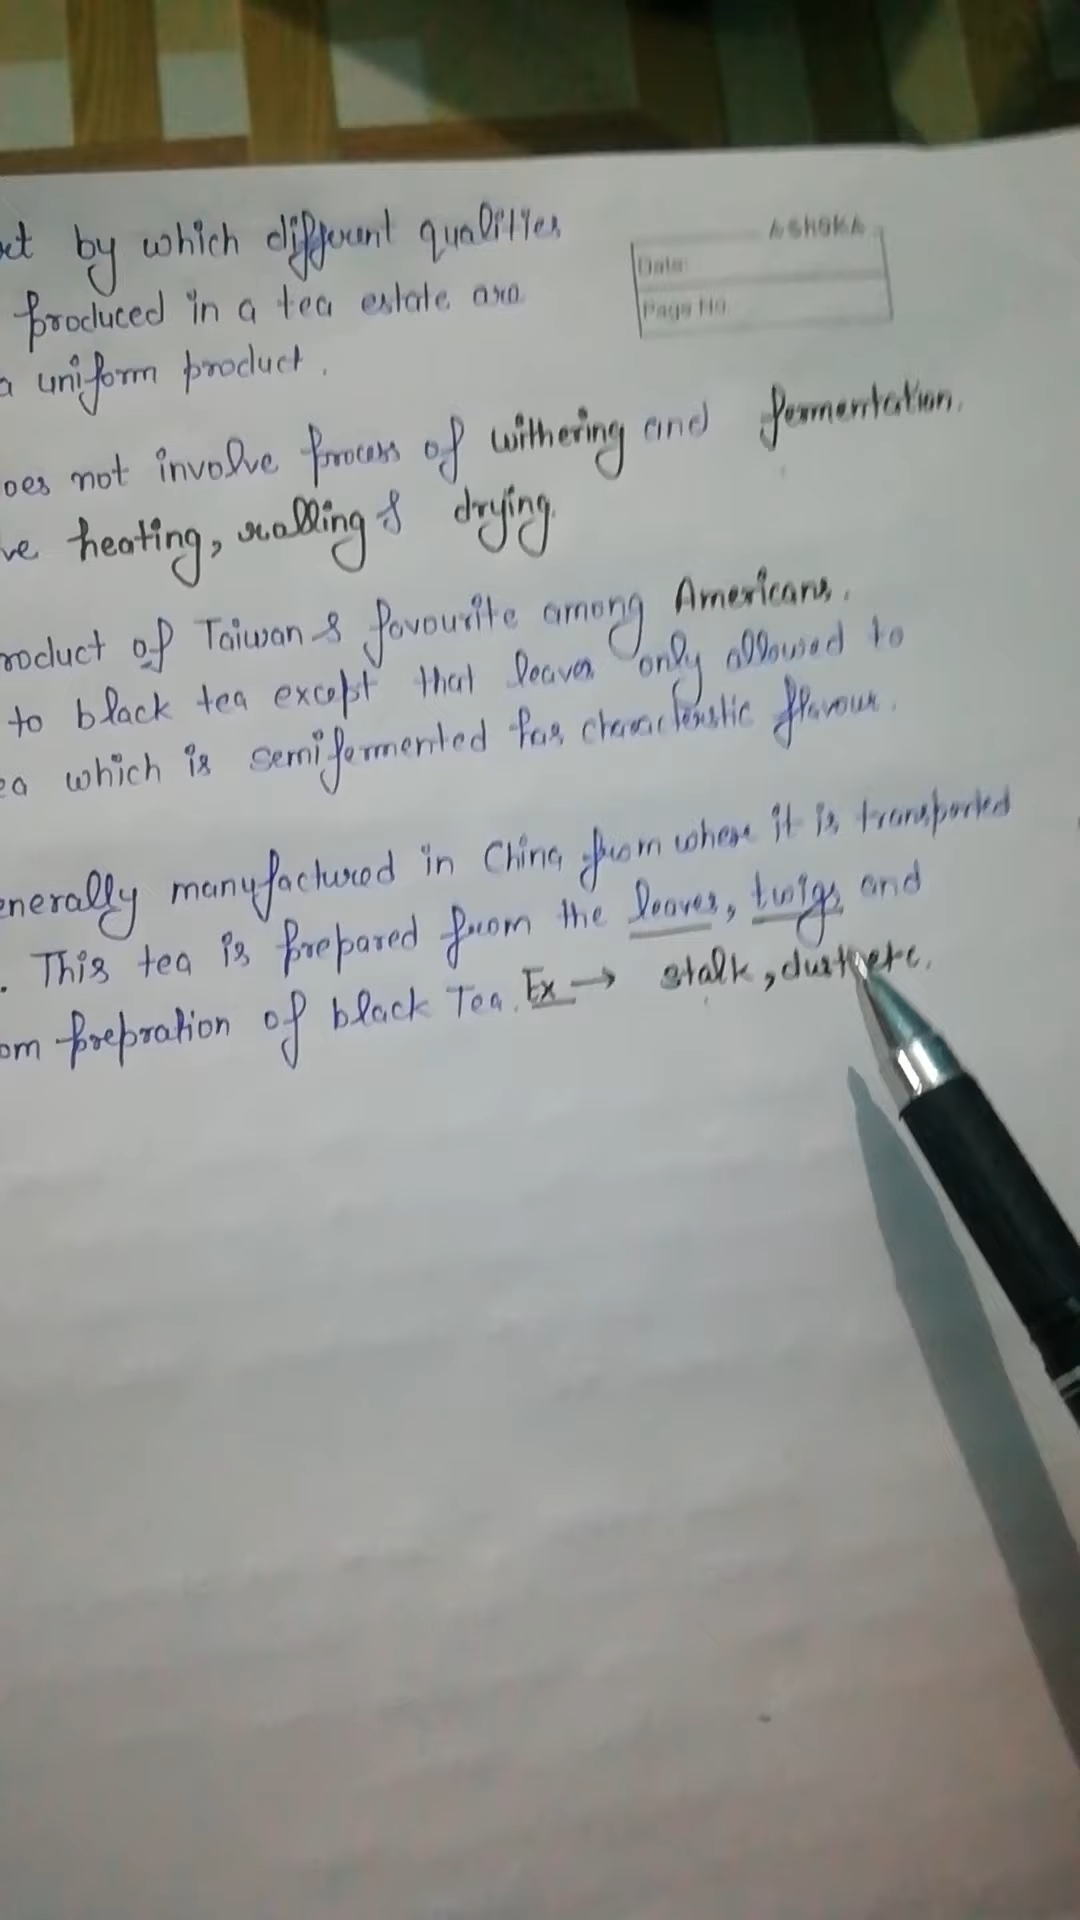 by which different qualities
ASHOKA
Date:
Page No.
produced in a tea estate are
a uniform product.
oes not involve process of withering and fermentation.
ve heating, rolling & drying.
roduct of Taiwan & favourite among Americans.
to black tea except that leaves only allowed to
ea which is semifermented has characteristic flavour.
enerally manufactured in China from where it is transported
. This tea is prepared from the leaves, twigs and
om prepration of black Tea. Ex → stalk, dust etc.